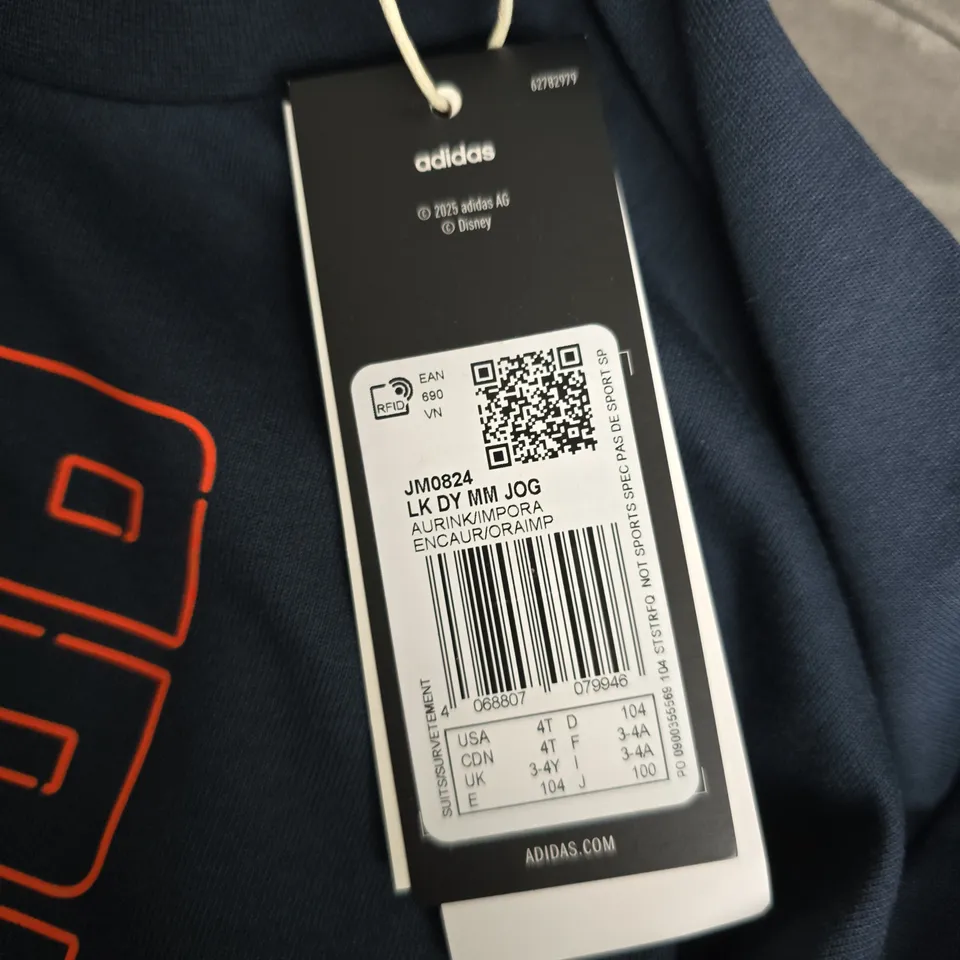 62782979
adidas
© 2025 adidas AG
© Disney
RFID
EAN
690
VN
JM0824
LK DY MM JOG
AURINK/IMPORA
ENCAUR/ORAIMP
4 068807 079946
USA 4T D 104
CDN 4T F 3-4A
UK 3-4Y I 3-4A
E 104 J 100
SUITS/SURVETEMENT
PO 0900355569 104 STSTRFQ NOT SPORTS SPEC PAS DE SPORT SP
ADIDAS.COM